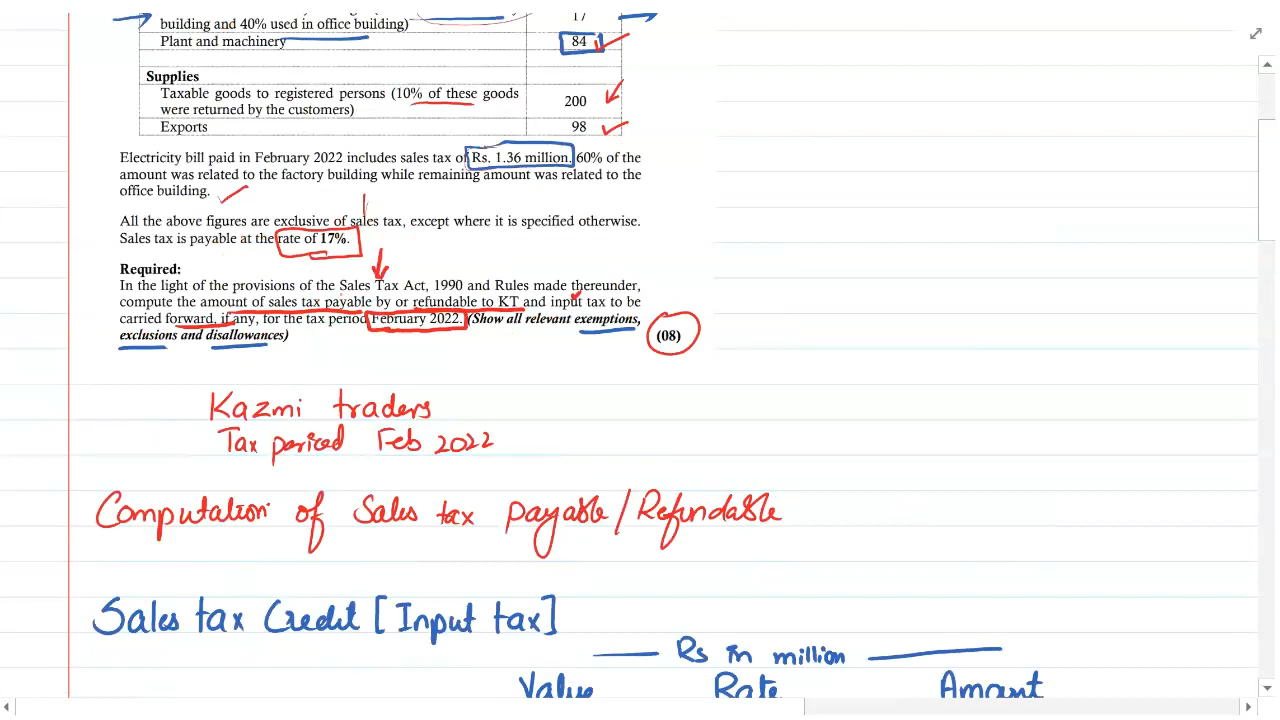 building and 40% used in office building) 17
Plant and machinery 84
Supplies
Taxable goods to registered persons (10% of these goods
were returned by the customers) 200
Exports 98
Electricity bill paid in February 2022 includes sales tax of Rs. 1.36 million. 60% of the
amount was related to the factory building while remaining amount was related to the
office building.
All the above figures are exclusive of sales tax, except where it is specified otherwise.
Sales tax is payable at the rate of 17%.
Required:
In the light of the provisions of the Sales Tax Act, 1990 and Rules made thereunder,
compute the amount of sales tax payable by or refundable to KT and input tax to be
carried forward, if any, for the tax period February 2022. (Show all relevant exemptions,
exclusions and disallowances) (08)
Kazmi traders
Tax period Feb 2022
Computation of Sales tax payable/Refundable
Sales tax Credit [Input tax]
Rs in million
Value Rate Amount